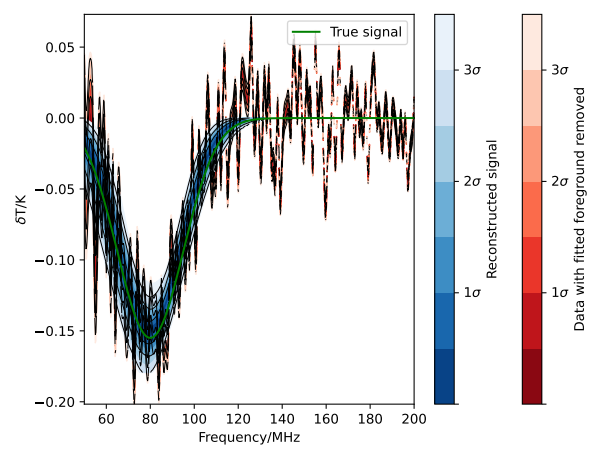 True signal
0.05
0.00
−0.05
−0.10
−0.15
−0.20
δT/K
60
80
100
120
140
160
180
200
Frequency/MHz
3σ
2σ
1σ
Reconstructed signal
3σ
2σ
1σ
Data with fitted foreground removed